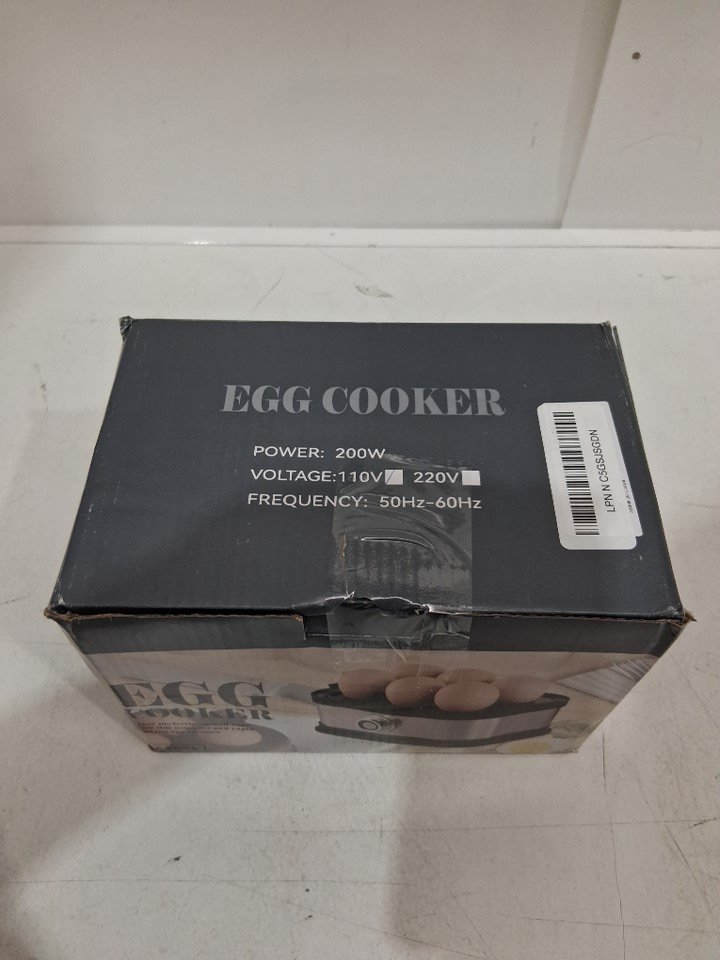 EGG COOKER
POWER: 200W
VOLTAGE:110V 220V
FREQUENCY: 50Hz-60Hz
LPN N C5GSJSGDN
EGG
COOKER